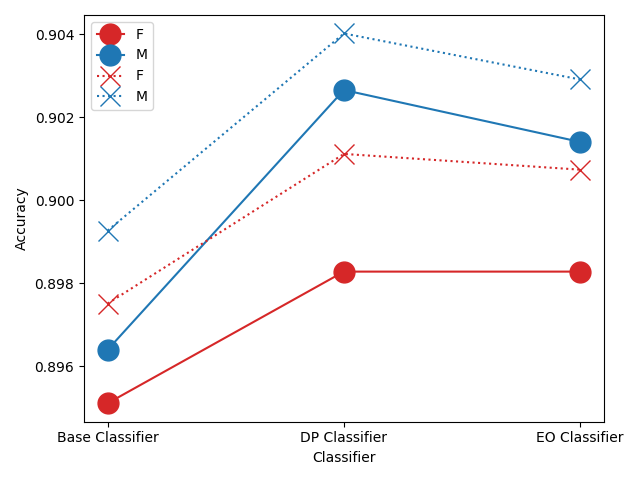 0.904
0.902
0.900
0.898
0.896
Accuracy
F
M
F
M
Base Classifier
DP Classifier
EO Classifier
Classifier